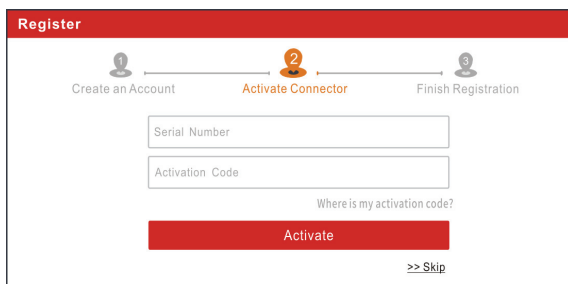 Register
1 2 3
Create an Account Activate Connector Finish Registration
Serial Number
Activation Code
Where is my activation code?
Activate
>> Skip